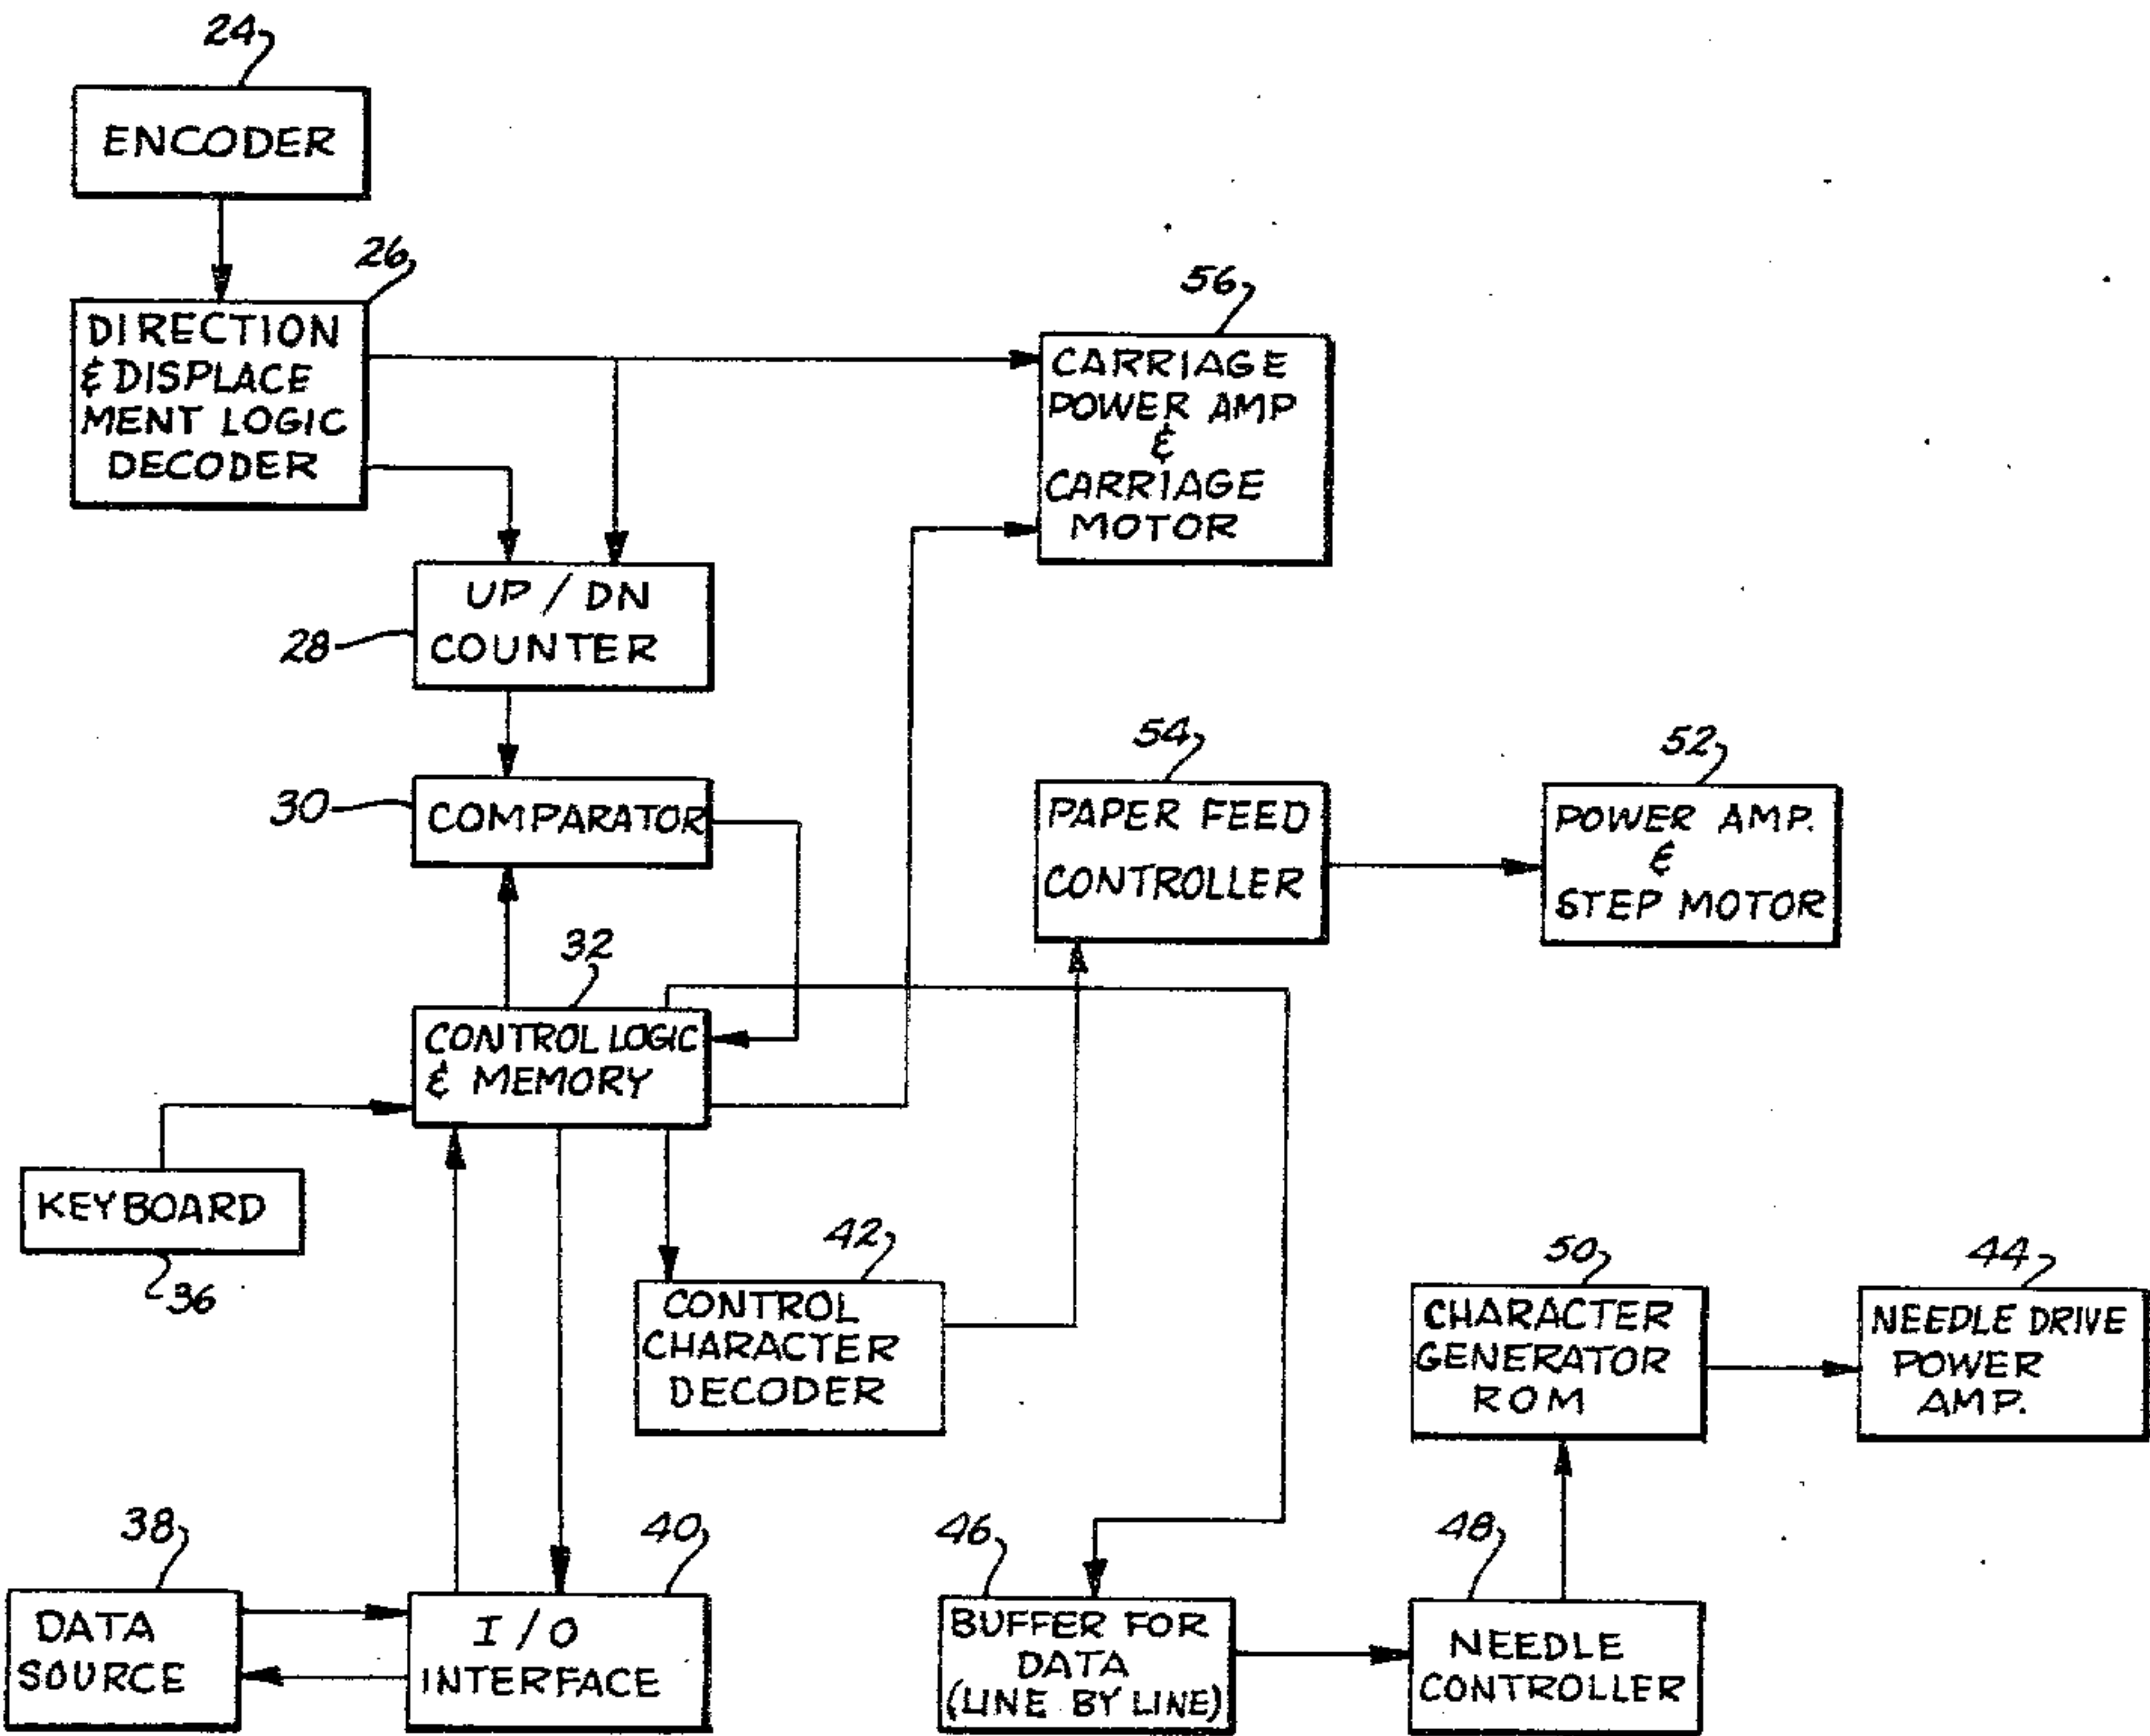 24
ENCODER
26
DIRECTION
& DISPLACE
MENT LOGIC
DECODER
56
CARRIAGE
POWER AMP
&
CARRIAGE
MOTOR
UP / DN
COUNTER
28
30
COMPARATOR
54
PAPER FEED
CONTROLLER
52
POWER AMP.
&
STEP MOTOR
32
CONTROL LOGIC
& MEMORY
KEYBOARD
36
42
CONTROL
CHARACTER
DECODER
50
CHARACTER
GENERATOR
ROM
44
NEEDLE DRIVE
POWER
AMP.
38
DATA
SOURCE
40
I / O
INTERFACE
46
BUFFER FOR
DATA
(LINE BY LINE)
48
NEEDLE
CONTROLLER